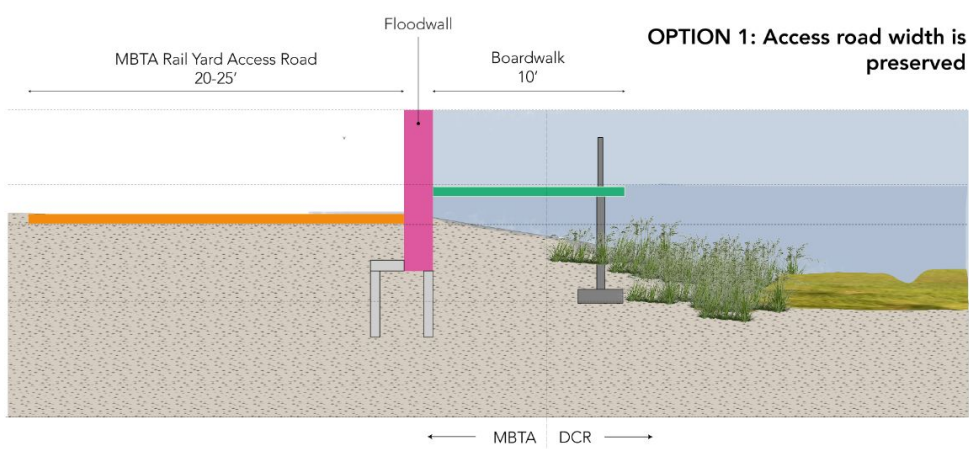 Floodwall
OPTION 1: Access road width is
preserved
MBTA Rail Yard Access Road
20-25’
Boardwalk
10’
MBTA
DCR